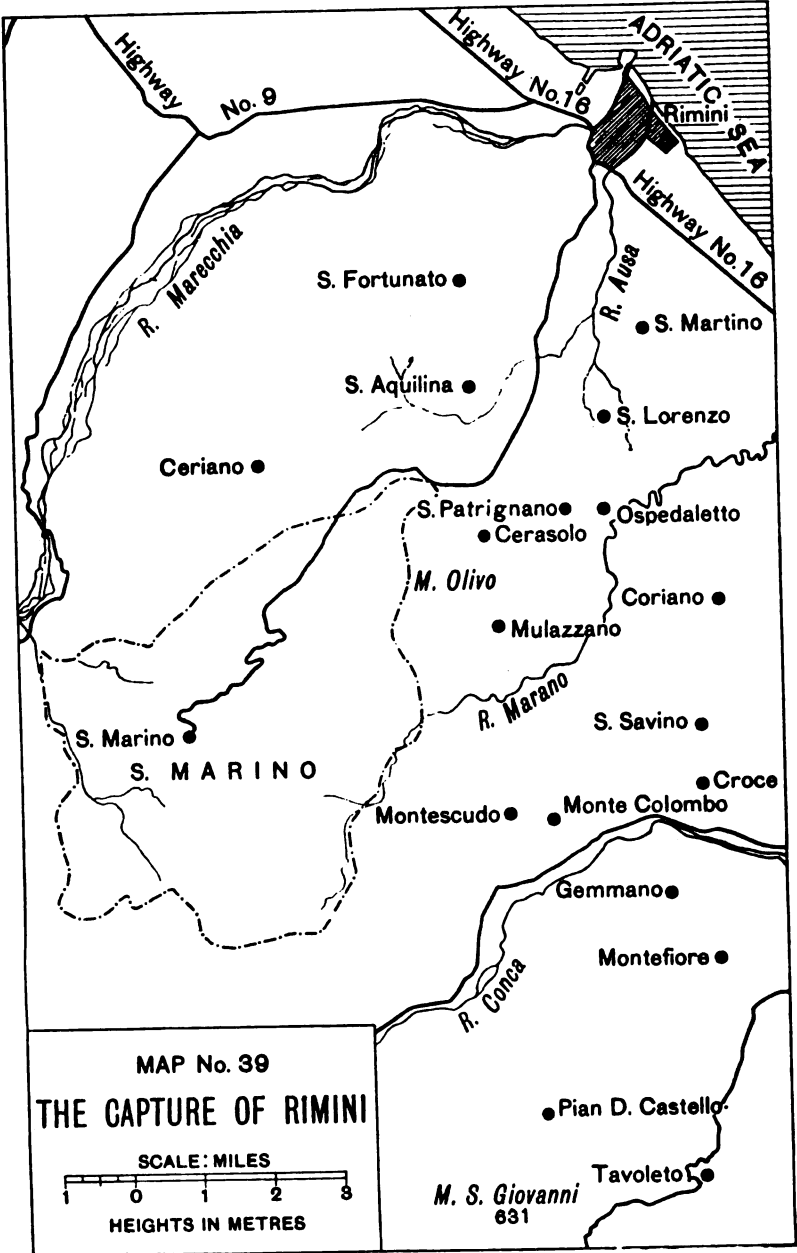 Highway
No. 9
Highway No.16
ADRIATIC SEA
Rimini
Highway No.16
R. Marecchia
R. Ausa
S. Fortunato
S. Martino
S. Aquilina
S. Lorenzo
Ceriano
S. Patrignano
Ospedaletto
Cerasolo
M. Olivo
Coriano
Mulazzano
R. Marano
S. Savino
S. Marino
S. MARINO
Croce
Monte Colombo
Montescudo
Gemmano
Montefiore
R. Conca
MAP No. 39
THE CAPTURE OF RIMINI
SCALE: MILES
1 0 1 2 3
HEIGHTS IN METRES
Pian D. Castello
Tavoleto
M. S. Giovanni
631